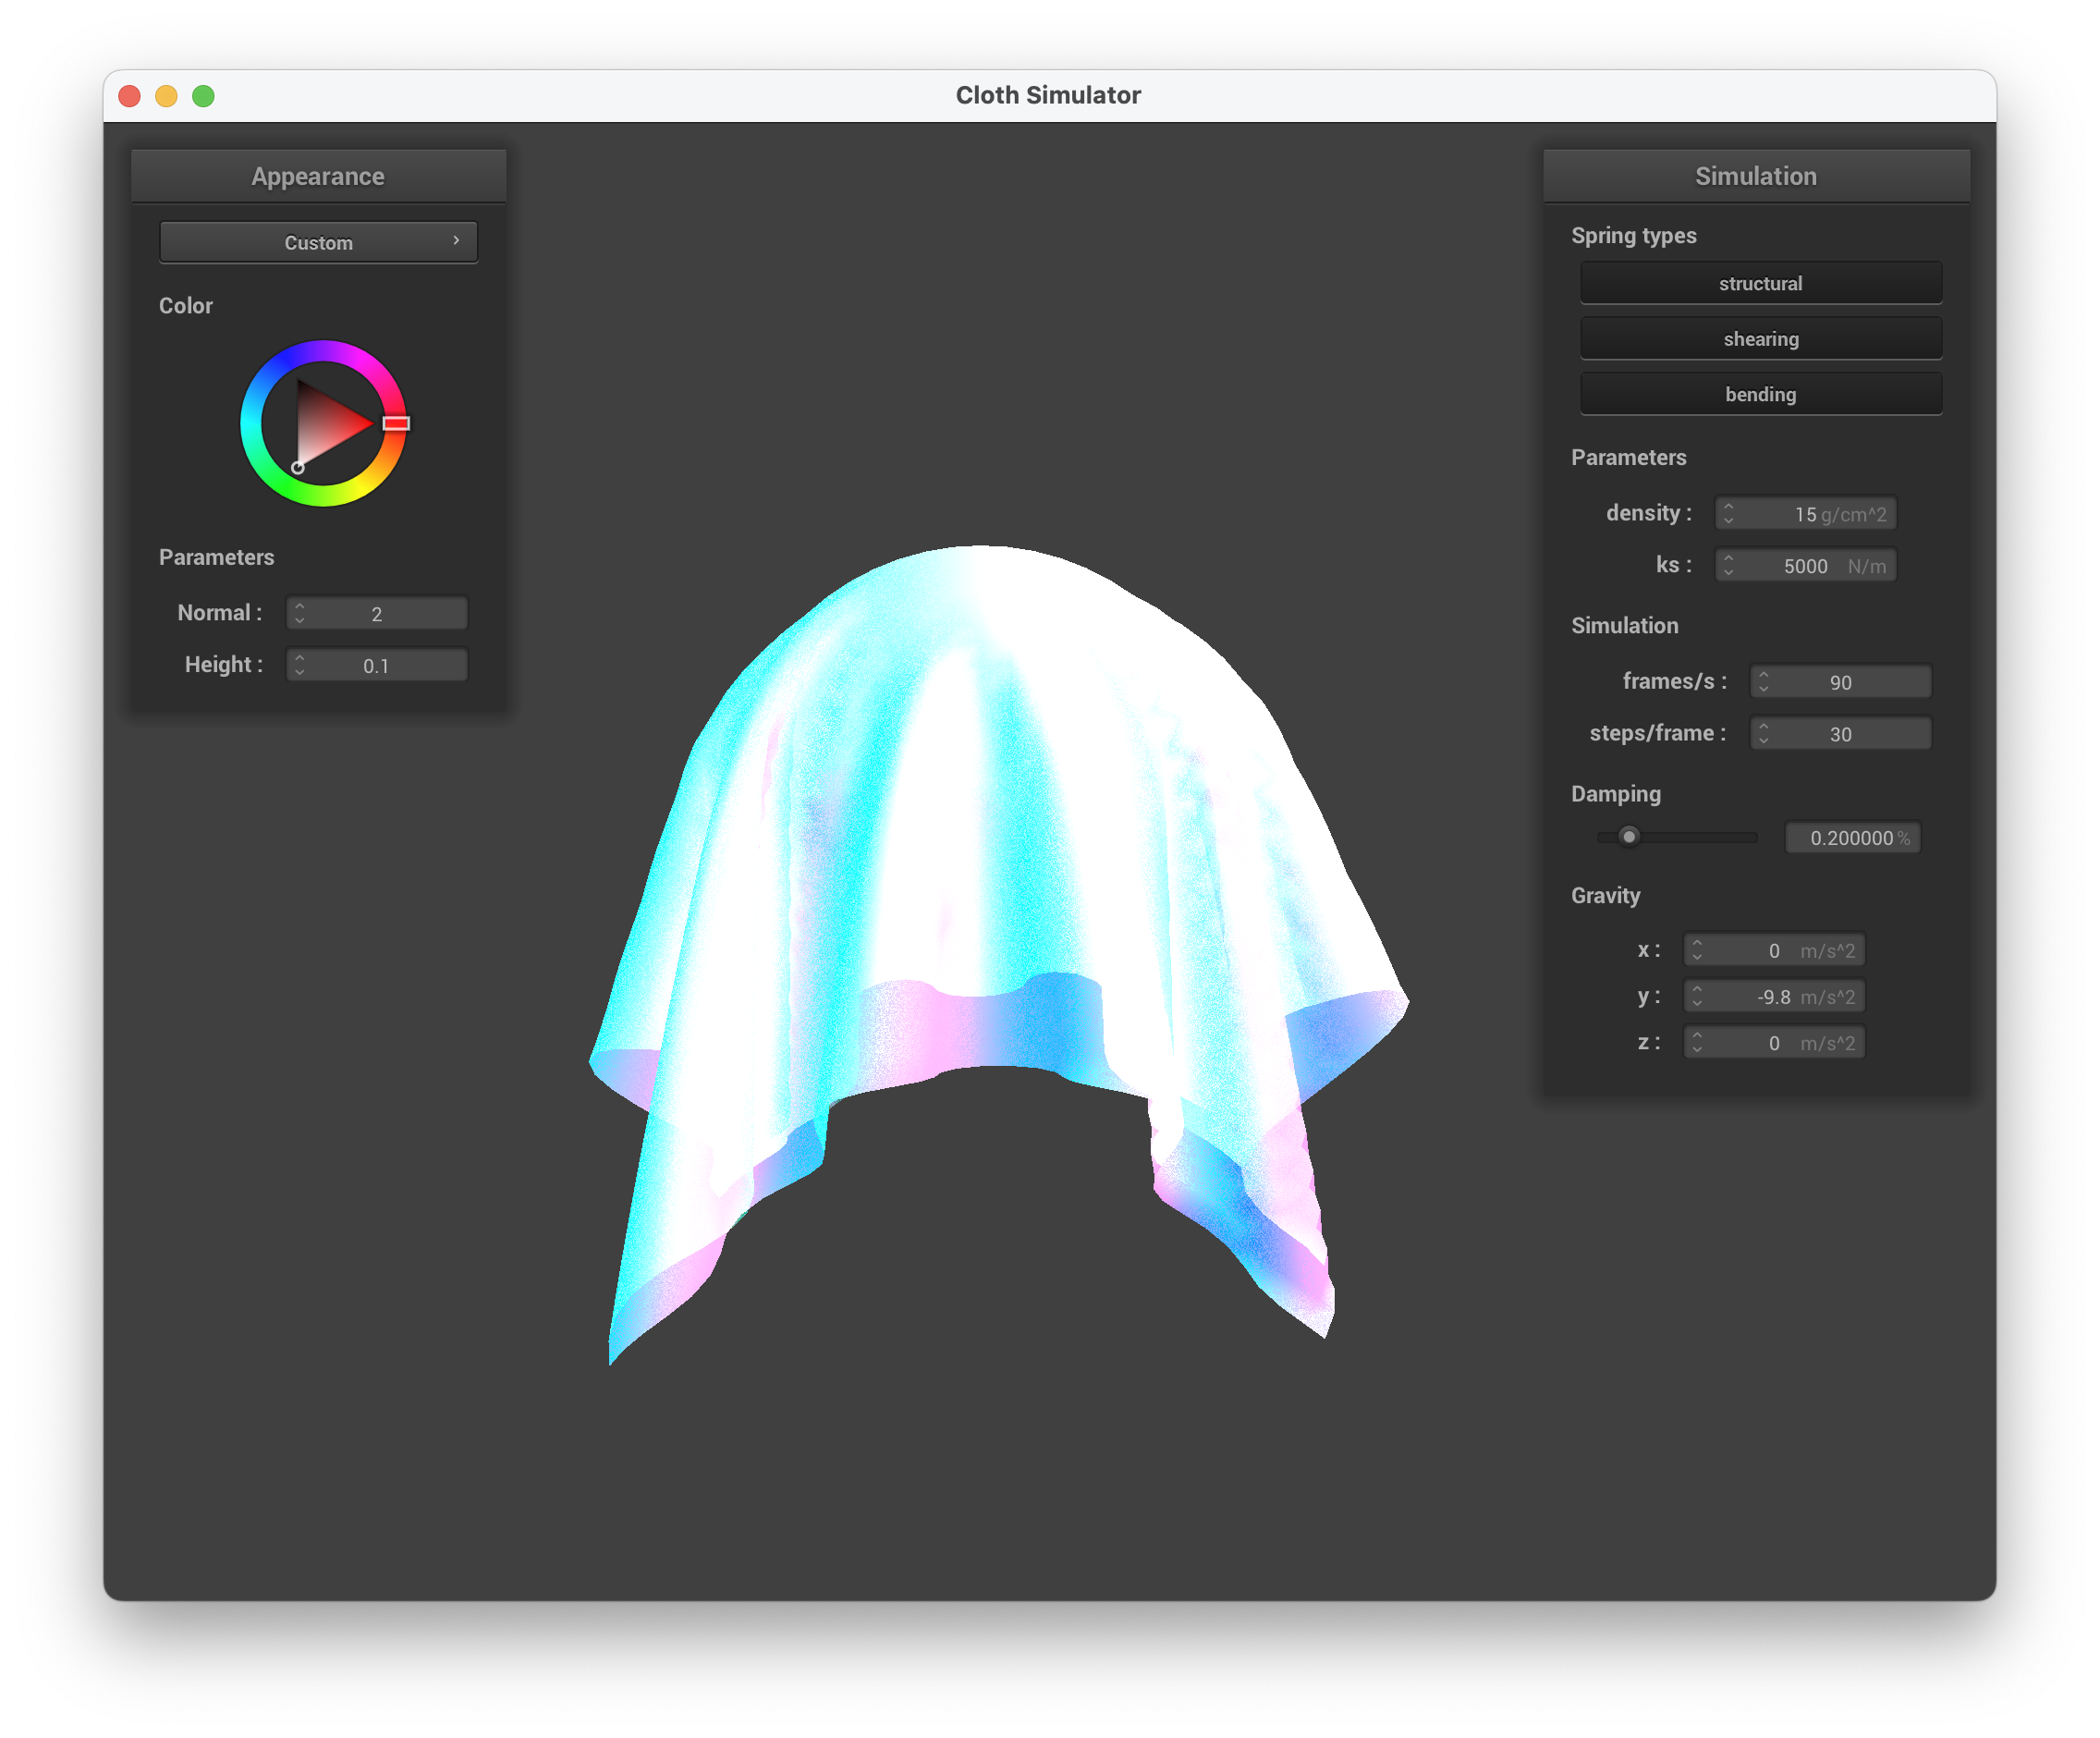 Cloth Simulator
Appearance
Custom
Color
Parameters
Normal : 2
Height : 0.1
Simulation
Spring types
structural
shearing
bending
Parameters
density : 15 g/cm^2
ks : 5000 N/m
Simulation
frames/s : 90
steps/frame : 30
Damping
0.200000 %
Gravity
x : 0 m/s^2
y : -9.8 m/s^2
z : 0 m/s^2